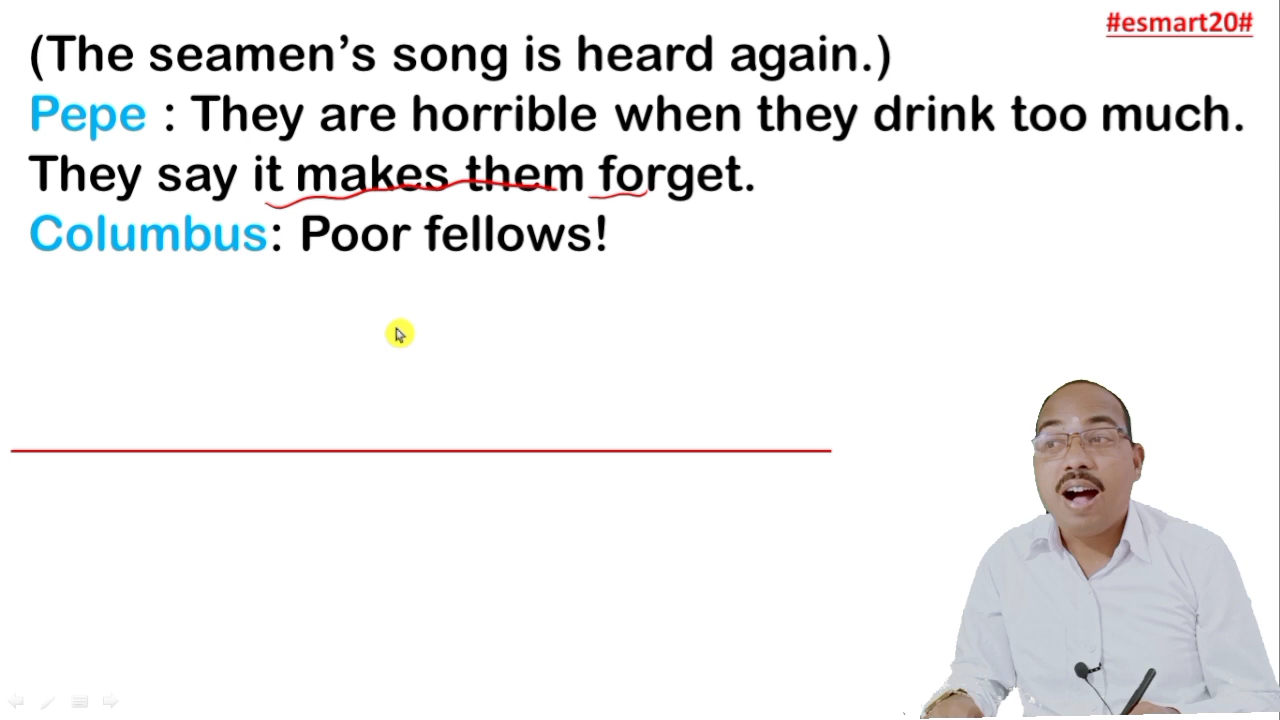 #esmart20#
(The seamen’s song is heard again.)
Pepe : They are horrible when they drink too much.
They say it makes them forget.
Columbus: Poor fellows!